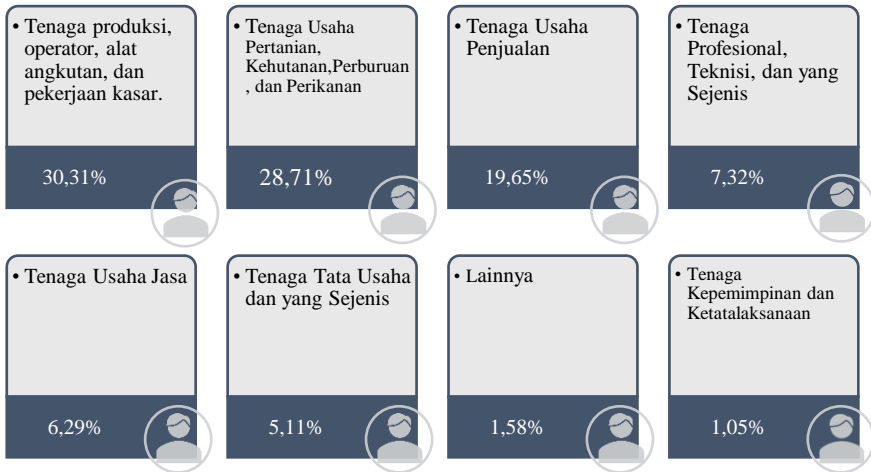 • Tenaga produksi,
operator, alat
angkutan, dan
pekerjaan kasar.
30,31%
• Tenaga Usaha
Pertanian,
Kehutanan,Perburuan
, dan Perikanan
28,71%
• Tenaga Usaha
Penjualan
19,65%
• Tenaga
Profesional,
Teknisi, dan yang
Sejenis
7,32%
• Tenaga Usaha Jasa
6,29%
• Tenaga Tata Usaha
dan yang Sejenis
5,11%
• Lainnya
1,58%
• Tenaga
Kepemimpinan dan
Ketatalaksanaan
1,05%